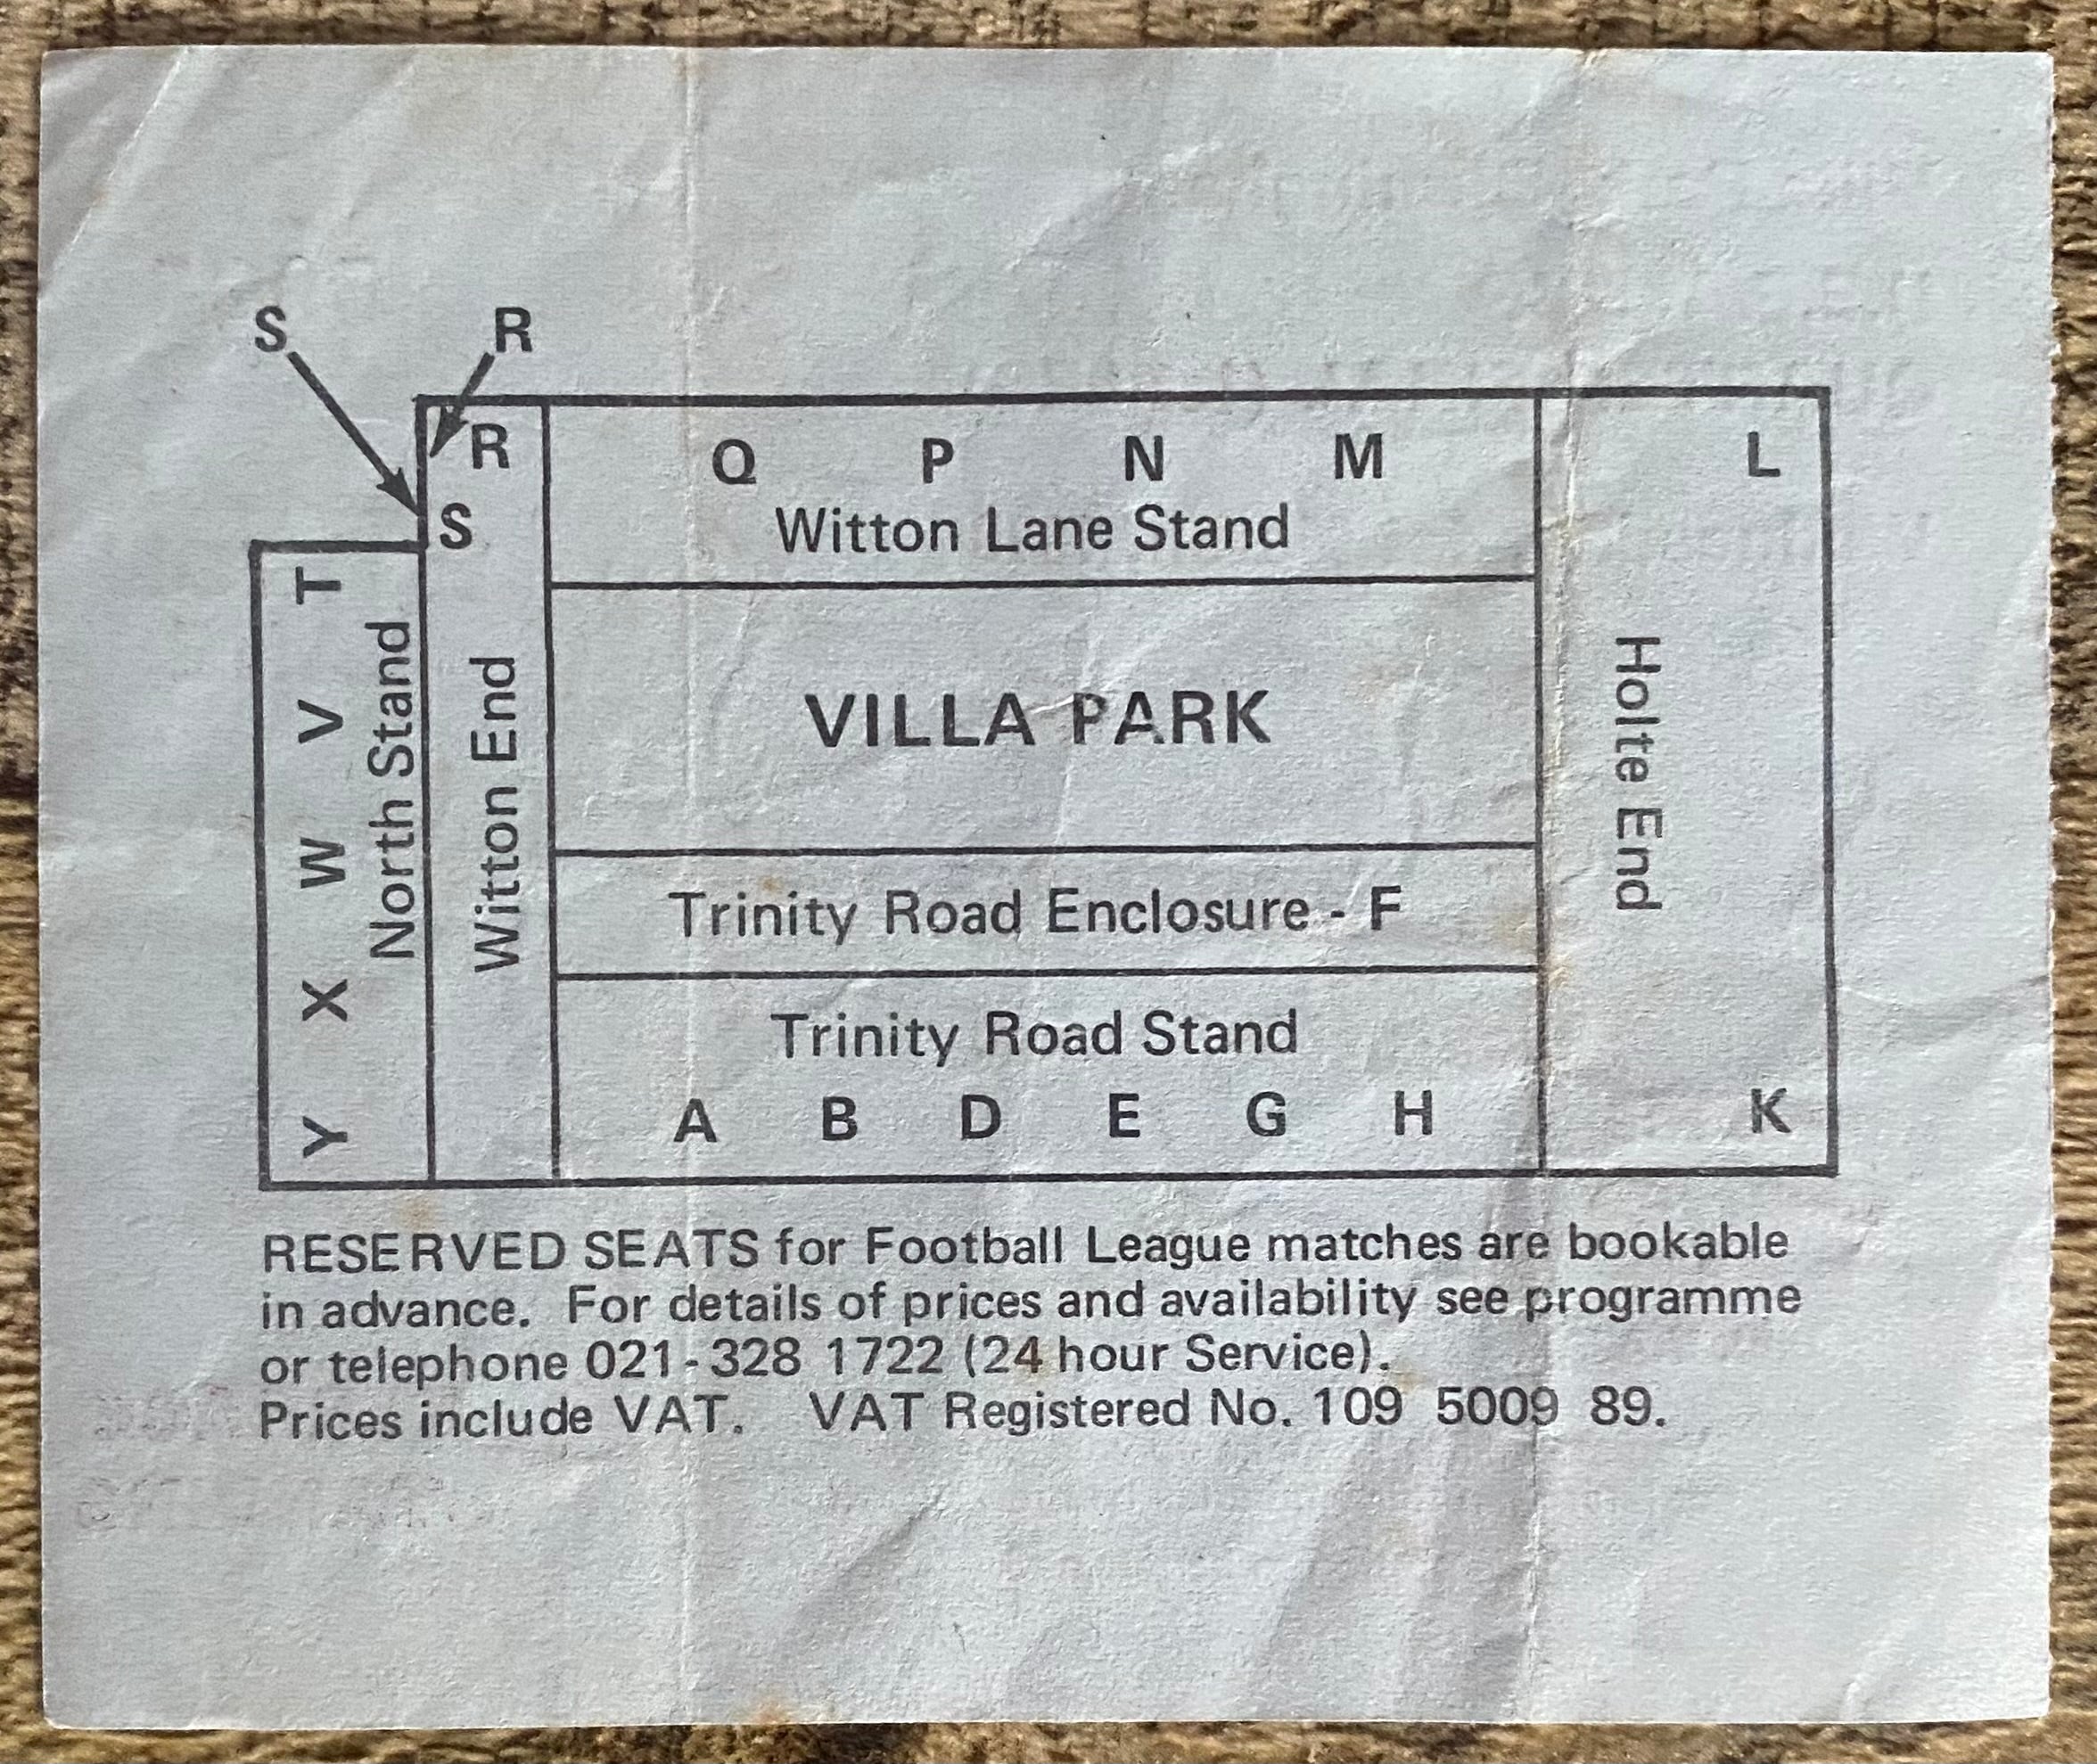 S R
R
Q P N M L
S
Witton Lane Stand
T
V
W
X
Y
North Stand
Witton End
VILLA PARK
Holte End
Trinity Road Enclosure - F
Trinity Road Stand
A B D E G H K
RESERVED SEATS for Football League matches are bookable
in advance. For details of prices and availability see programme
or telephone 021-328 1722 (24 hour Service).
Prices include VAT. VAT Registered No. 109 5009 89.